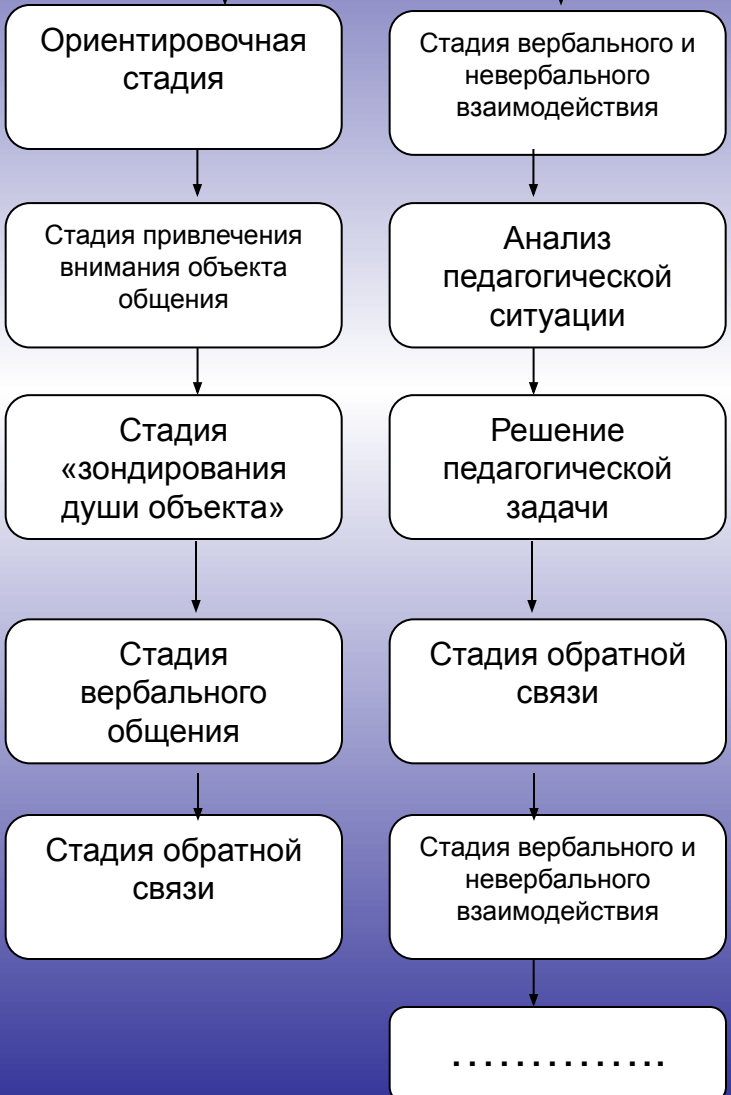 Ориентировочная
стадия
Стадия привлечения
внимания объекта
общения
Стадия
«зондирования
души объекта»
Стадия
вербального
общения
Стадия обратной
связи
Стадия вербального и
невербального
взаимодействия
Анализ
педагогической
ситуации
Решение
педагогической
задачи
Стадия обратной
связи
Стадия вербального и
невербального
взаимодействия
..............